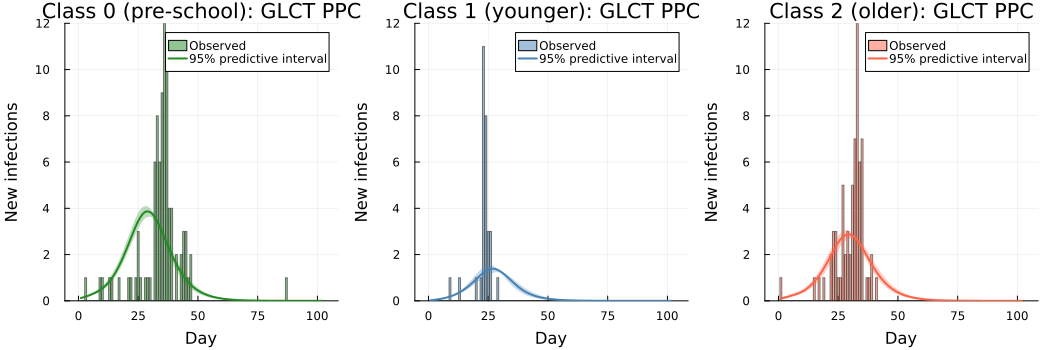 Class 0 (pre-school): GLCT PPC
12
10
8
6
4
2
0
New infections
Observed
95% predictive interval
0
25
50
75
100
Day
Class 1 (younger): GLCT PPC
12
10
8
6
4
2
0
New infections
Observed
95% predictive interval
0
25
50
75
100
Day
Class 2 (older): GLCT PPC
12
10
8
6
4
2
0
New infections
Observed
95% predictive interval
0
25
50
75
100
Day